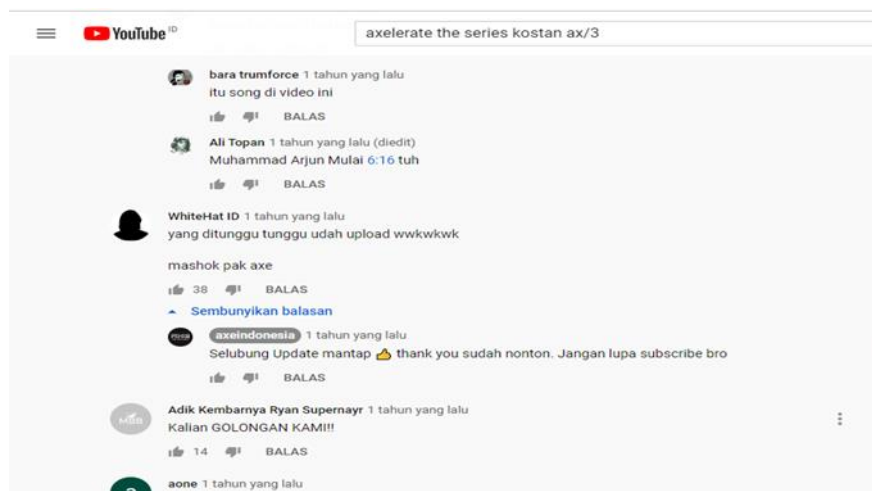 YouTube ID
axelerate the series kostan ax/3
bara trumforce 1 tahun yang lalu
itu song di video ini
BALAS
Ali Topan 1 tahun yang lalu (diedit)
Muhammad Arjun Mulai 6:16 tuh
BALAS
WhiteHat ID 1 tahun yang lalu
yang ditunggu tunggu udah upload wwkwkwk
mashok pak axe
38 BALAS
Sembunyikan balasan
axeindonesia 1 tahun yang lalu
Selubung Update mantap 👍 thank you sudah nonton. Jangan lupa subscribe bro
BALAS
Adik Kembarnya Ryan Supernayr 1 tahun yang lalu
Kalian GOLONGAN KAMI!!
14 BALAS
aone 1 tahun yang lalu